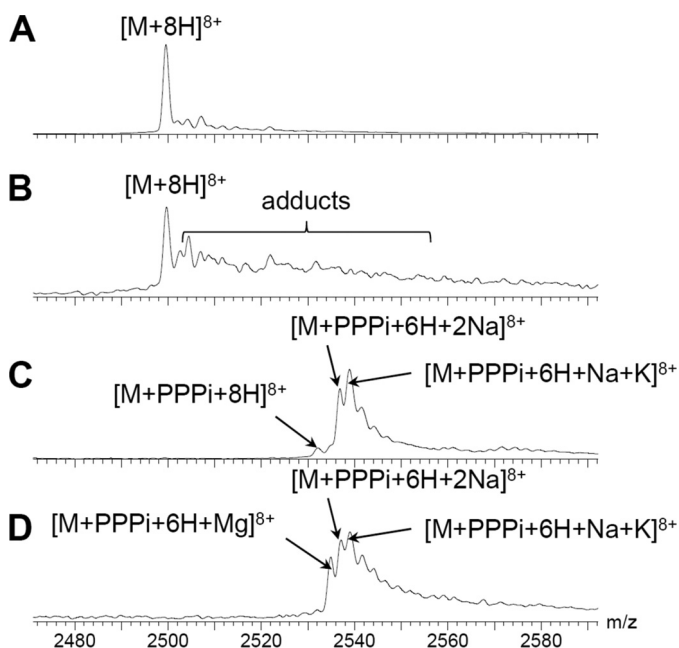 A
[M+8H]⁸⁺
B
[M+8H]⁸⁺
adducts
[M+PPPi+6H+2Na]⁸⁺
C
[M+PPPi+6H+Na+K]⁸⁺
[M+PPPi+8H]⁸⁺
[M+PPPi+6H+2Na]⁸⁺
D
[M+PPPi+6H+Mg]⁸⁺
[M+PPPi+6H+Na+K]⁸⁺
m/z
2480 2500 2520 2540 2560 2580